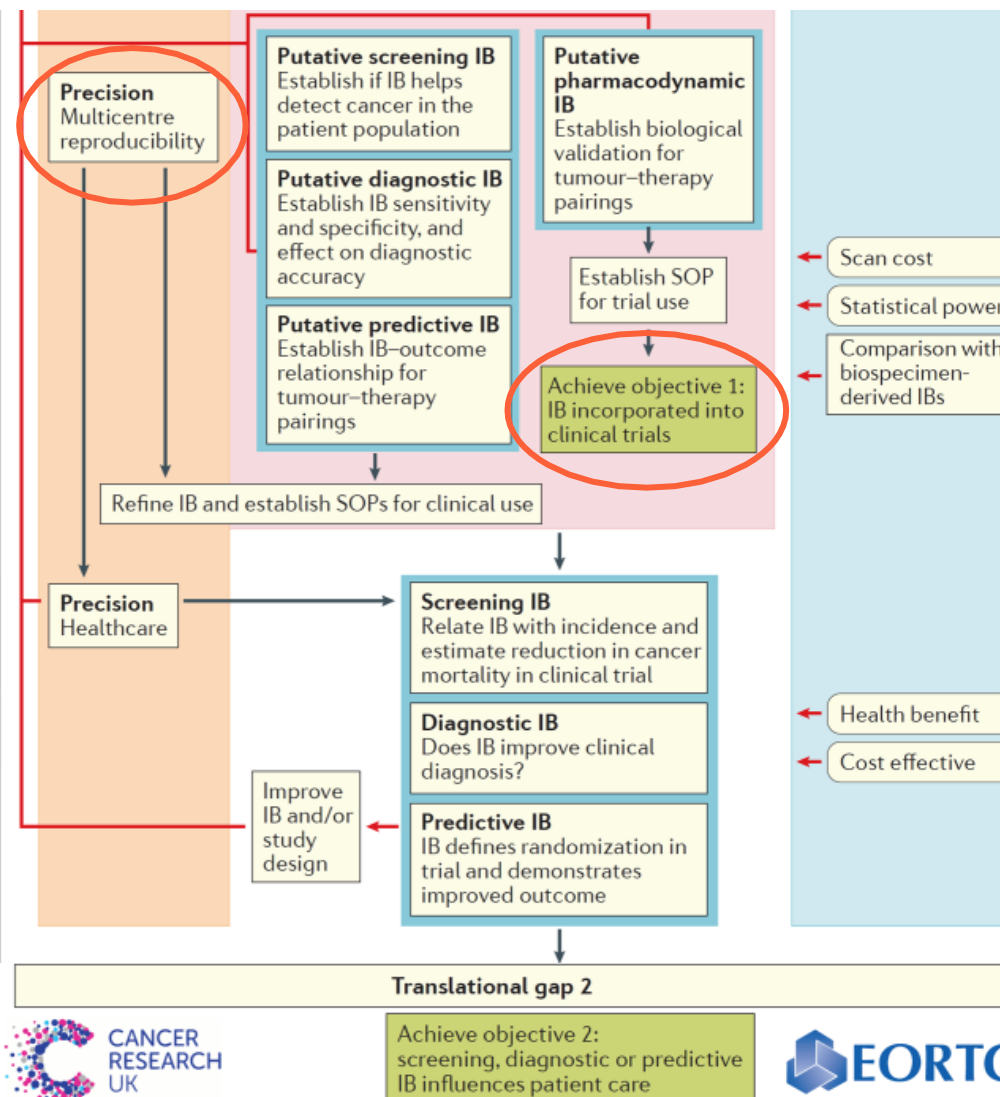 Precision
Multicentre
reproducibility
Putative screening IB
Establish if IB helps
detect cancer in the
patient population
Putative diagnostic IB
Establish IB sensitivity
and specificity, and
effect on diagnostic
accuracy
Putative predictive IB
Establish IB–outcome
relationship for
tumour–therapy
pairings
Putative
pharmacodynamic
IB
Establish biological
validation for
tumour–therapy
pairings
Establish SOP
for trial use
Achieve objective 1:
IB incorporated into
clinical trials
Scan cost
Statistical power
Comparison with
biospecimen-
derived IBs
Refine IB and establish SOPs for clinical use
Precision
Healthcare
Screening IB
Relate IB with incidence and
estimate reduction in cancer
mortality in clinical trial
Diagnostic IB
Does IB improve clinical
diagnosis?
Predictive IB
IB defines randomization in
trial and demonstrates
improved outcome
Improve
IB and/or
study
design
Health benefit
Cost effective
Translational gap 2
CANCER
RESEARCH
UK
Achieve objective 2:
screening, diagnostic or predictive
IB influences patient care
EORTC